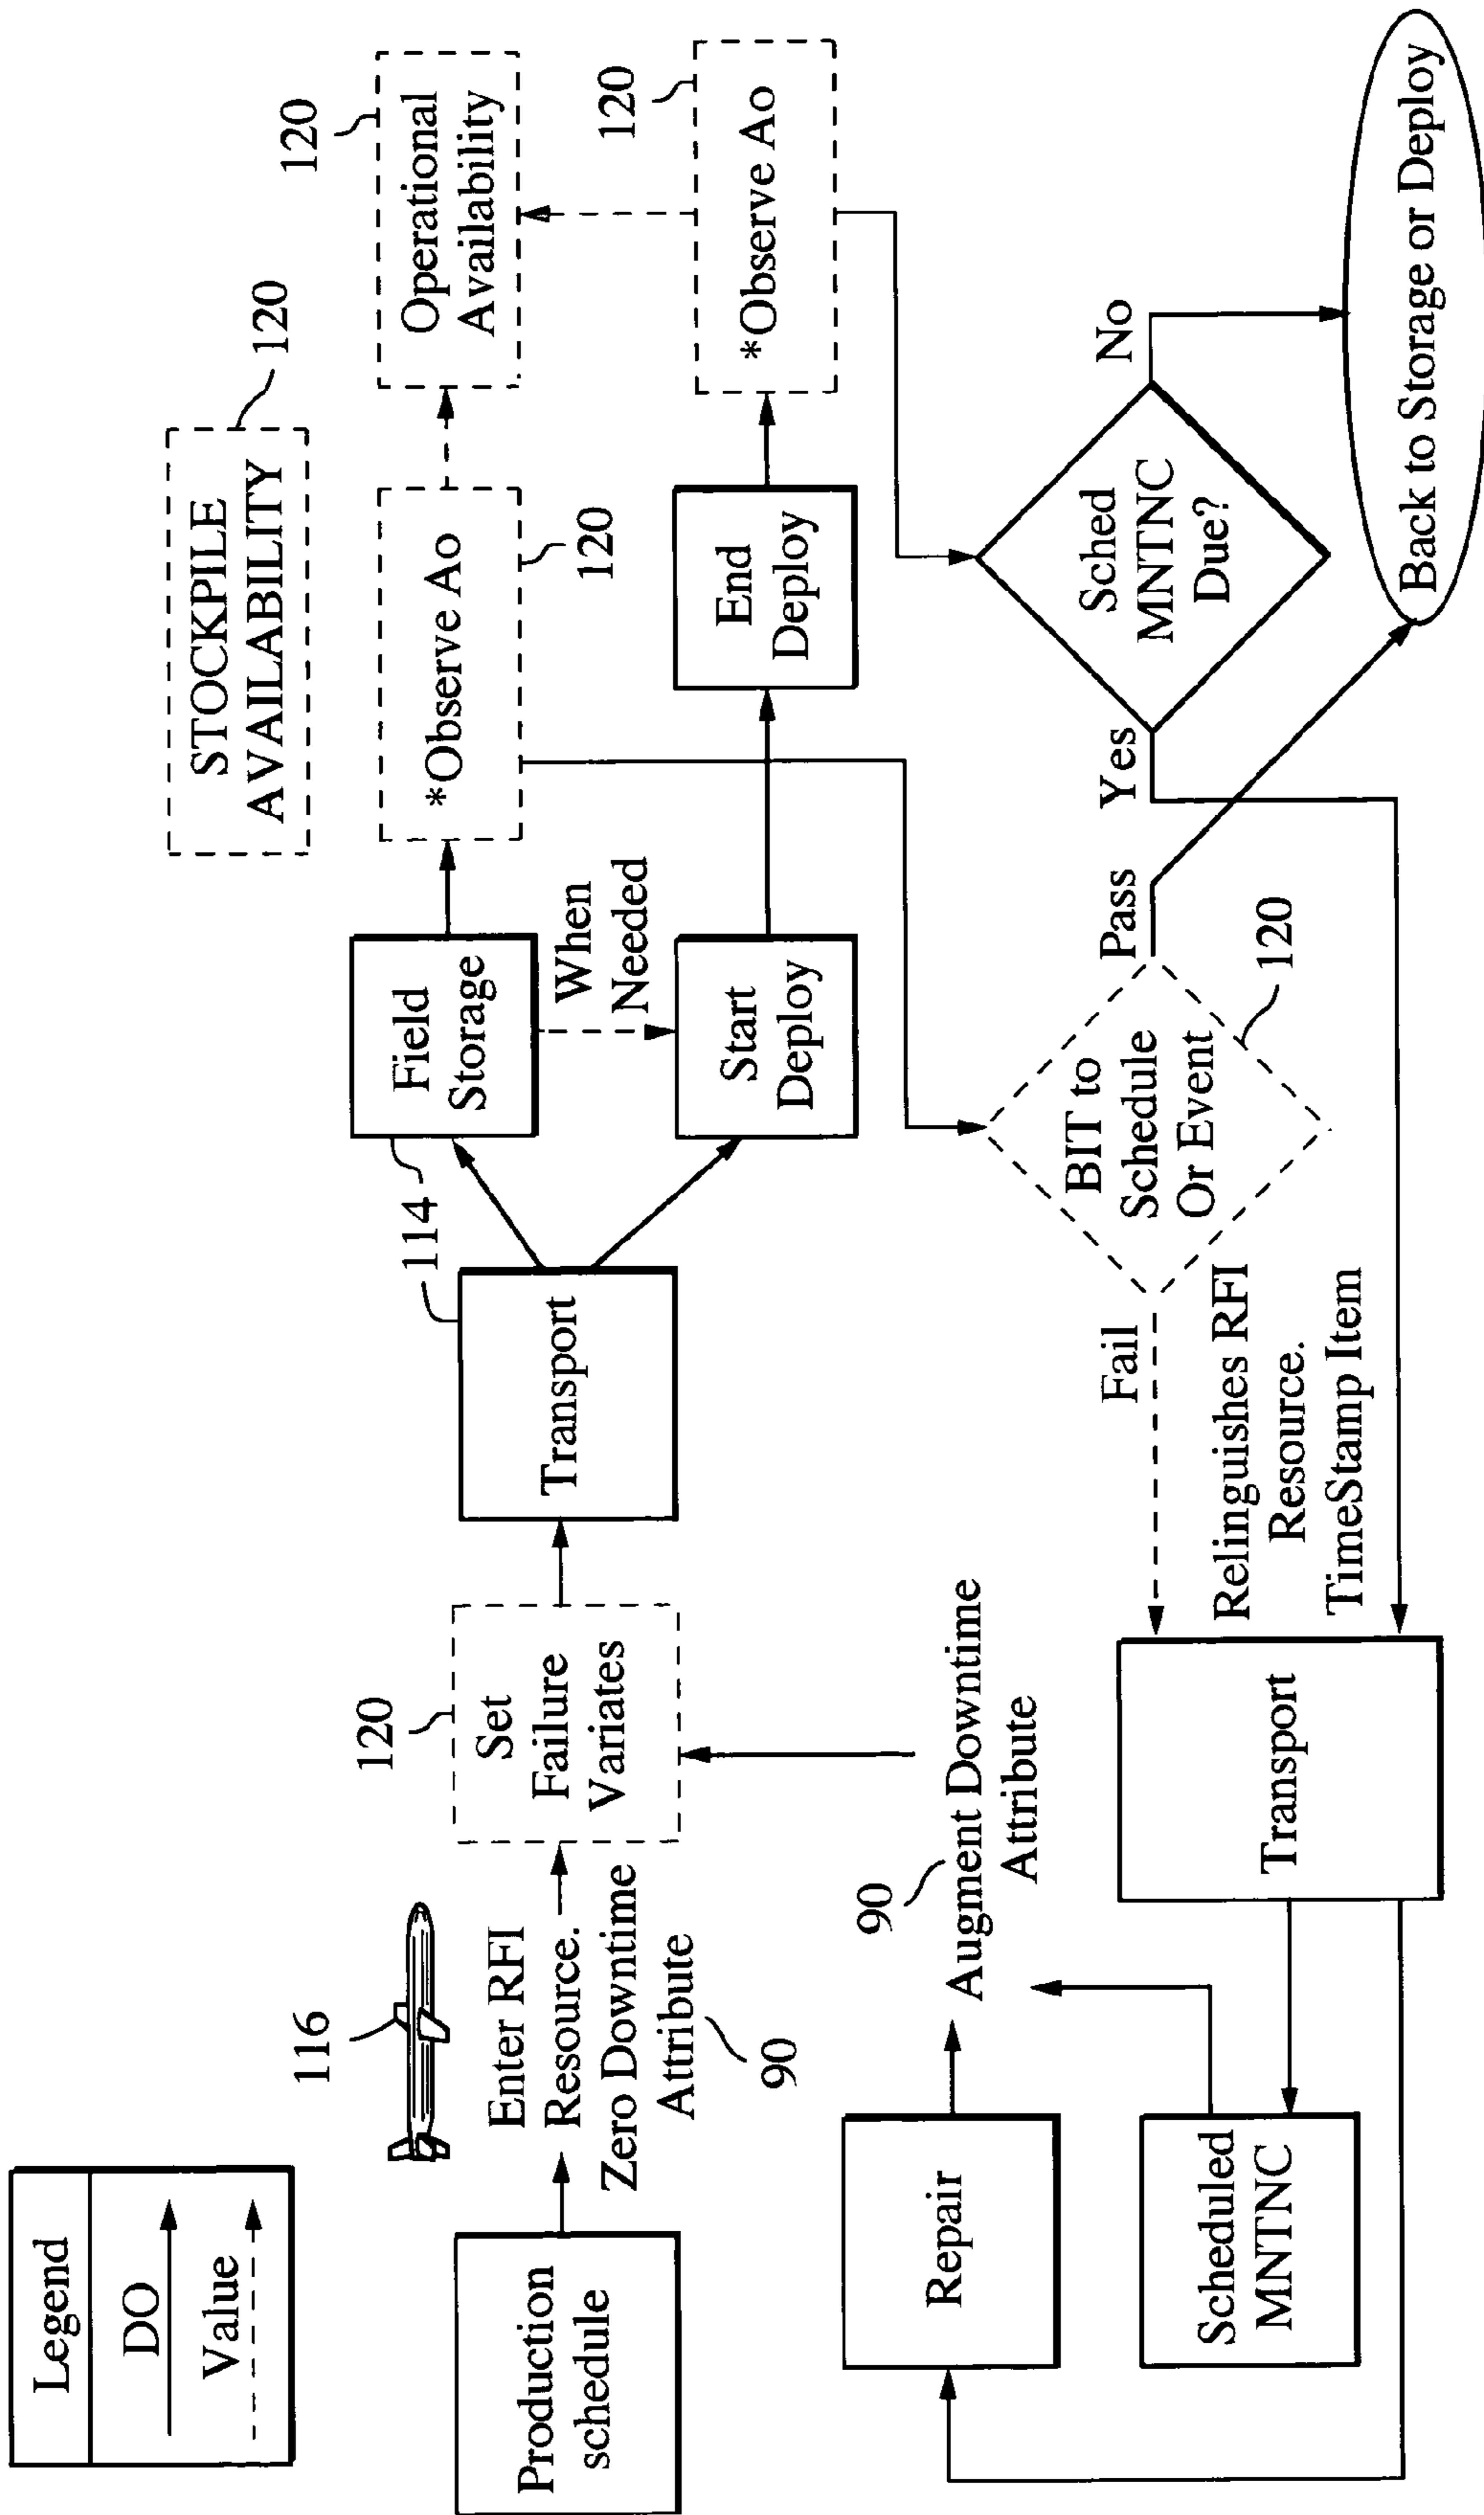 Legend
DO
Value
STOCKPILE
AVAILABILITY
120
116
Production
schedule
Enter RFI
Resource.
Zero Downtime
Attribute
90
120
Set
Failure
Variates
Transport
114
Field
Storage
When
Needed
Start
Deploy
*Observe Ao
120
Operational
Availability
120
End
Deploy
*Observe Ao
120
Repair
Scheduled
MNTNC
90
Augment Downtime
Attribute
Transport
Fail
Relinguishes RFI
Resource.
TimeStamp Item
BIT to
Schedule
Or Event
120
Pass
Yes
Sched
MNTNC
Due?
No
Back to Storage or Deploy